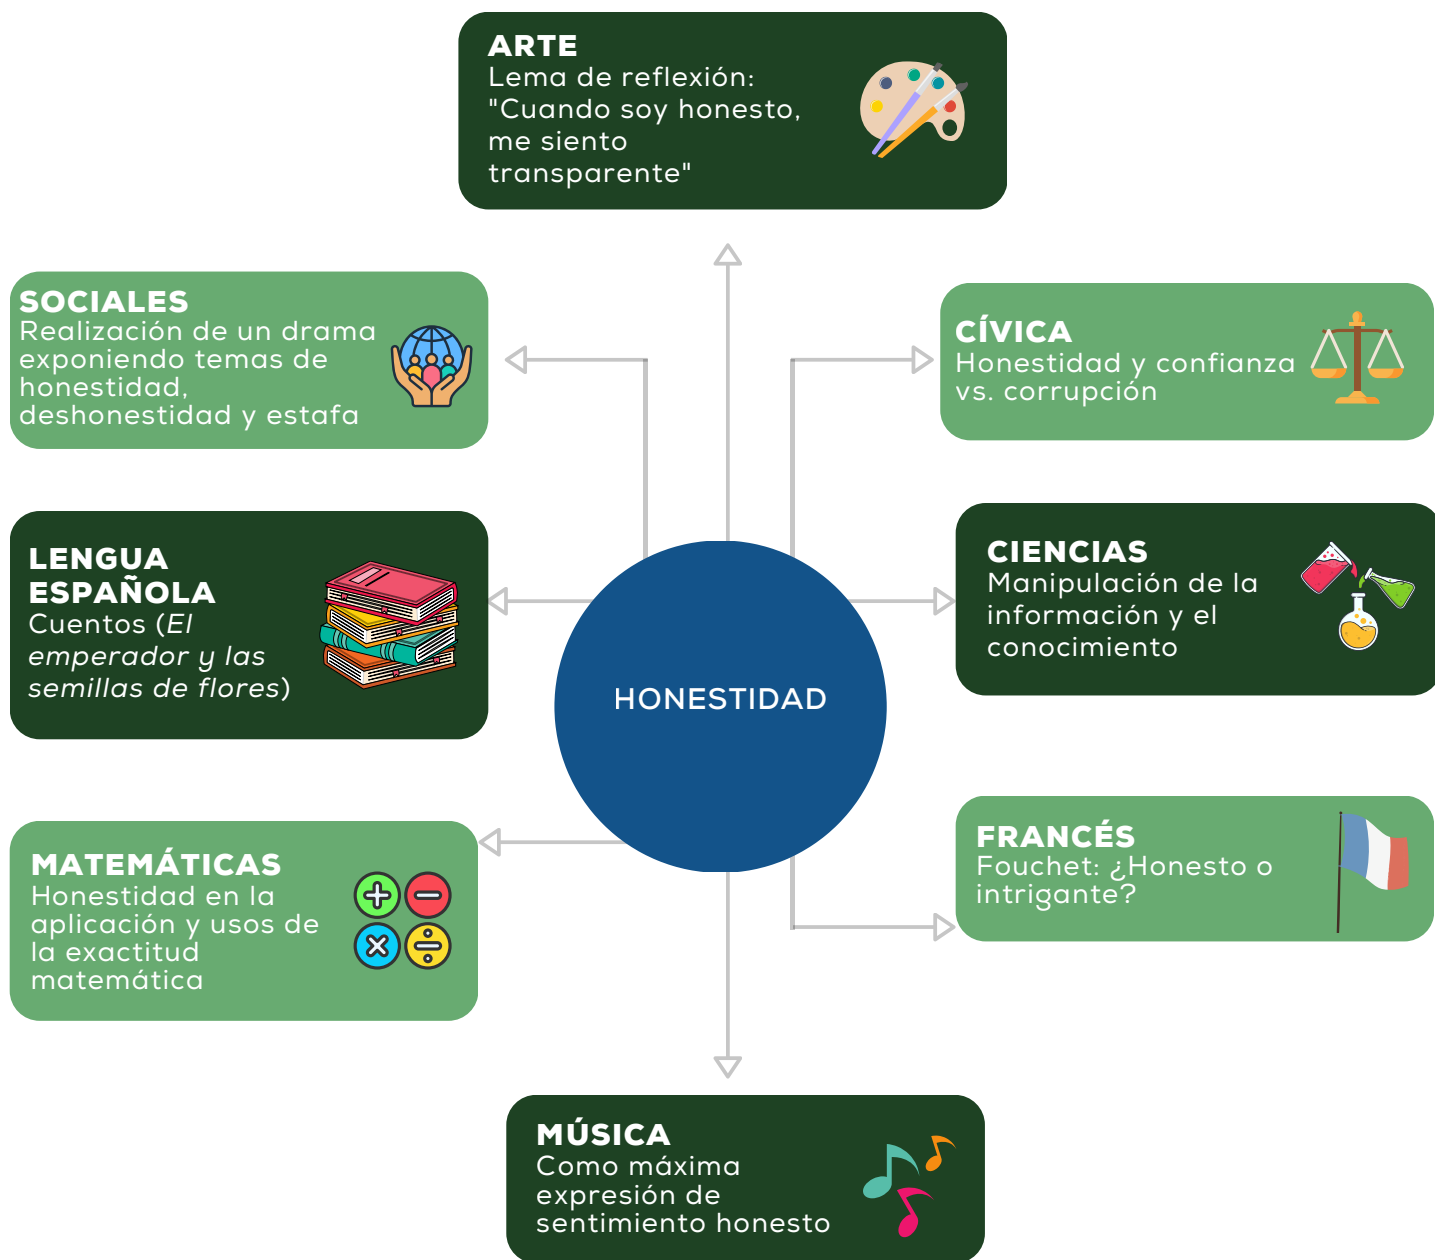 ARTE
Lema de reflexión:
"Cuando soy honesto,
me siento
transparente"
SOCIALES
Realización de un drama
exponiendo temas de
honestidad,
deshonestidad y estafa
CÍVICA
Honestidad y confianza
vs. corrupción
LENGUA
ESPAÑOLA
Cuentos (El
emperador y las
semillas de flores)
CIENCIAS
Manipulación de la
información y el
conocimiento
HONESTIDAD
MATEMÁTICAS
Honestidad en la
aplicación y usos de
la exactitud
matemática
FRANCÉS
Fouchet: ¿Honesto o
intrigante?
MÚSICA
Como máxima
expresión de
sentimiento honesto